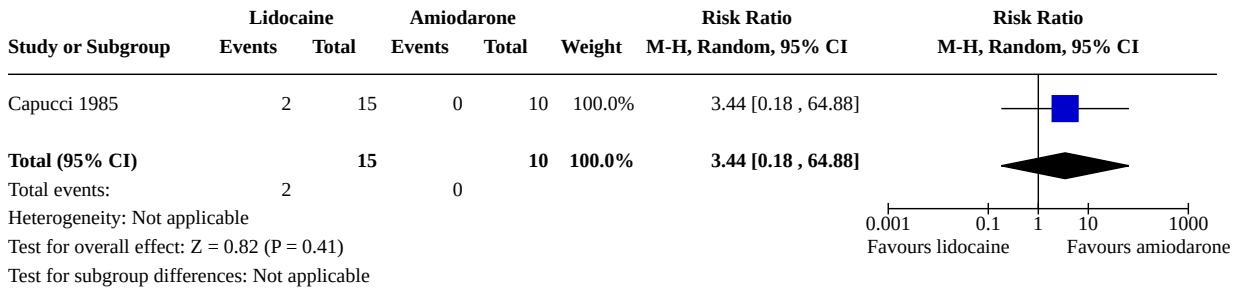 Lidocaine Amiodarone Risk Ratio Risk Ratio
Study or Subgroup Events Total Events Total Weight M-H, Random, 95% CI M-H, Random, 95% CI
Capucci 1985 2 15 0 10 100.0% 3.44 [0.18 , 64.88]
Total (95% CI) 15 10 100.0% 3.44 [0.18 , 64.88]
Total events: 2 0
Heterogeneity: Not applicable
0.001 0.1 1 10 1000
Test for overall effect: Z = 0.82 (P = 0.41)
Favours lidocaine Favours amiodarone
Test for subgroup differences: Not applicable